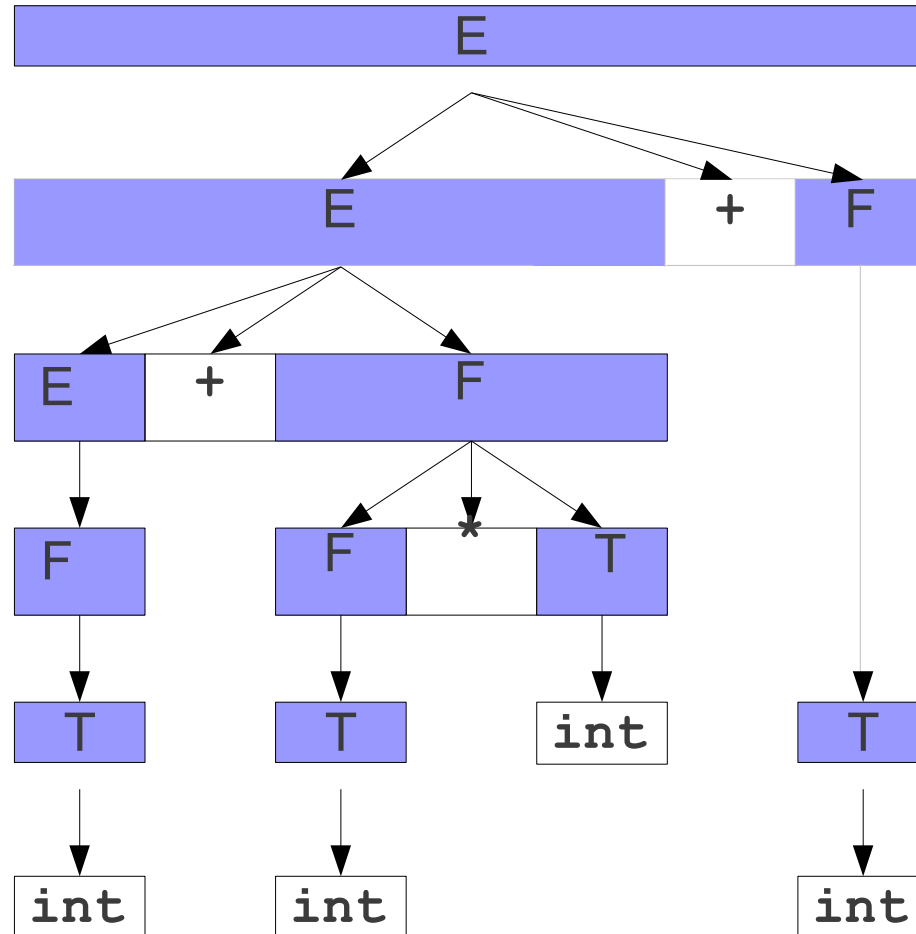 E
E + F
E + F
F F * T
T T int T
int int int